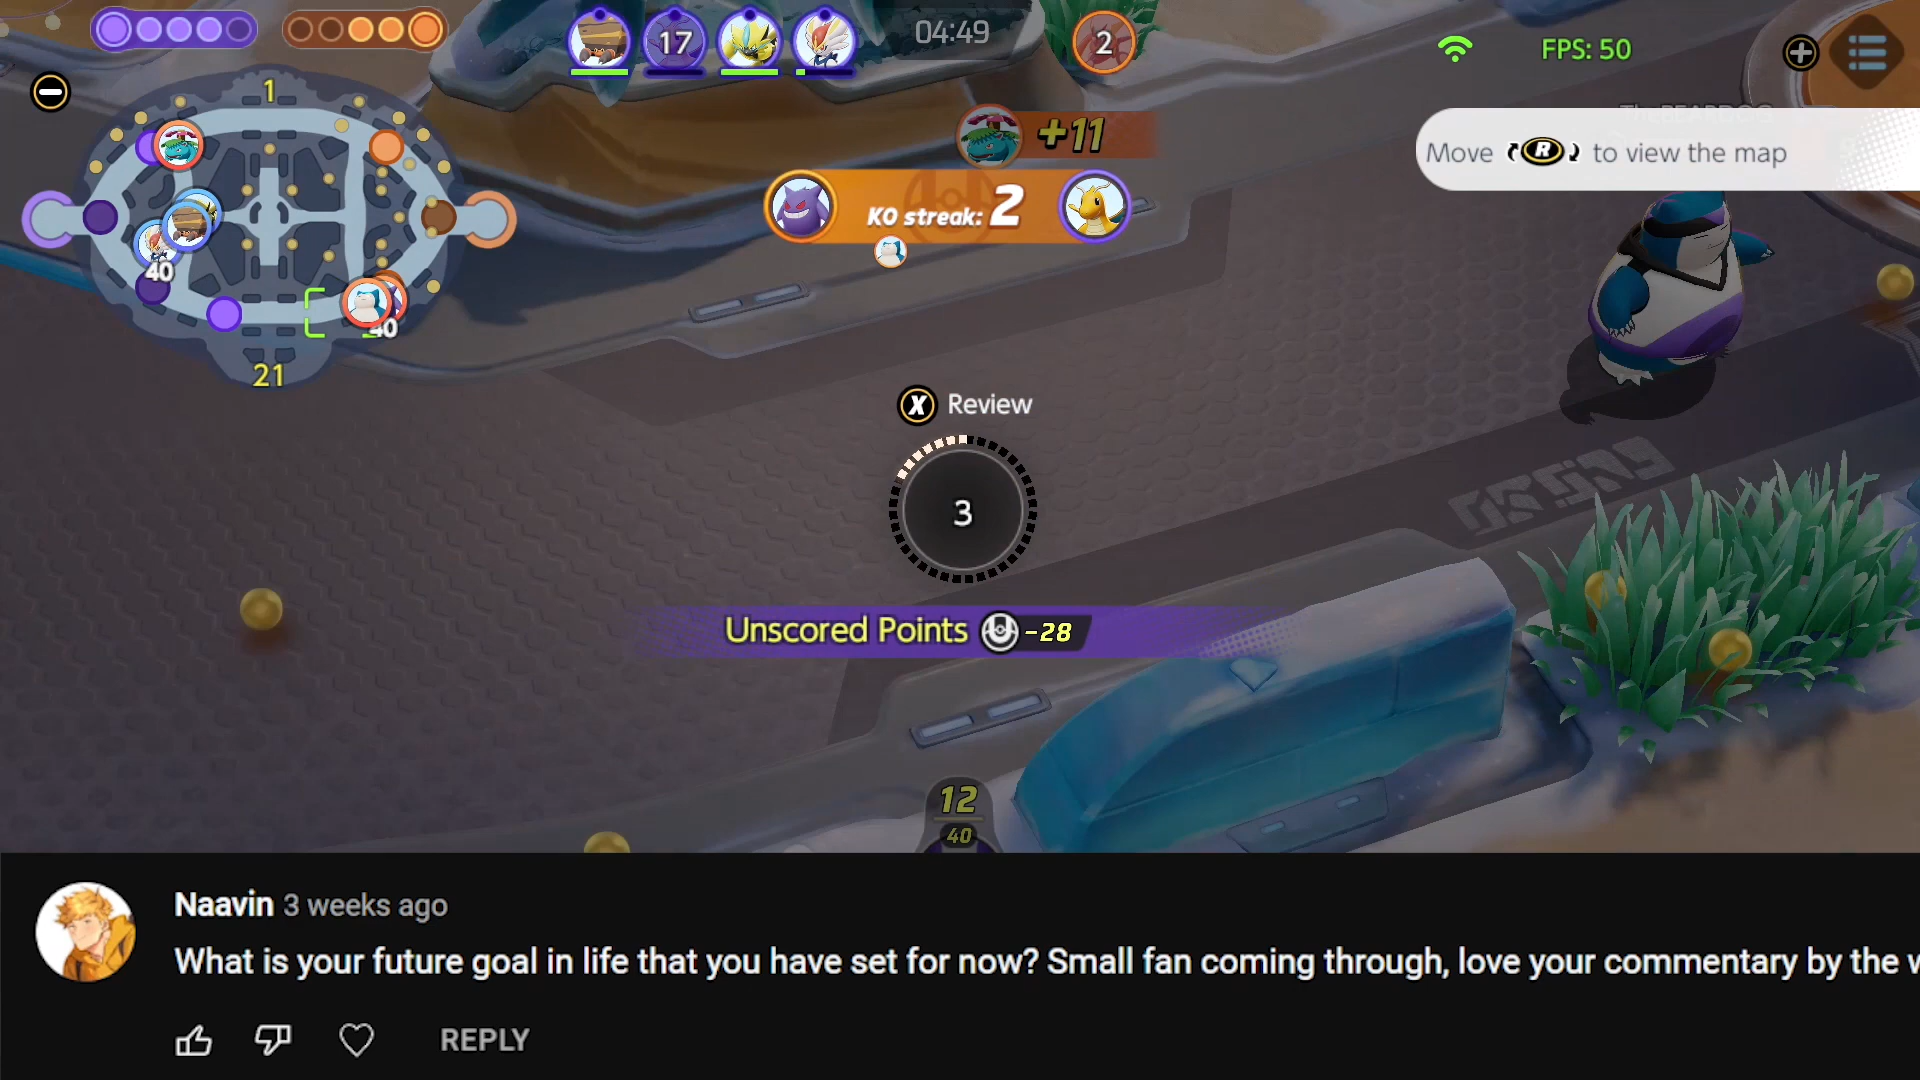 17
04:49
2
FPS: 50
1
+11
Move R to view the map
KO streak: 2
40
40
21
X Review
3
Unscored Points -28
12
40
Naavin 3 weeks ago
What is your future goal in life that you have set for now? Small fan coming through, love your commentary by the
REPLY